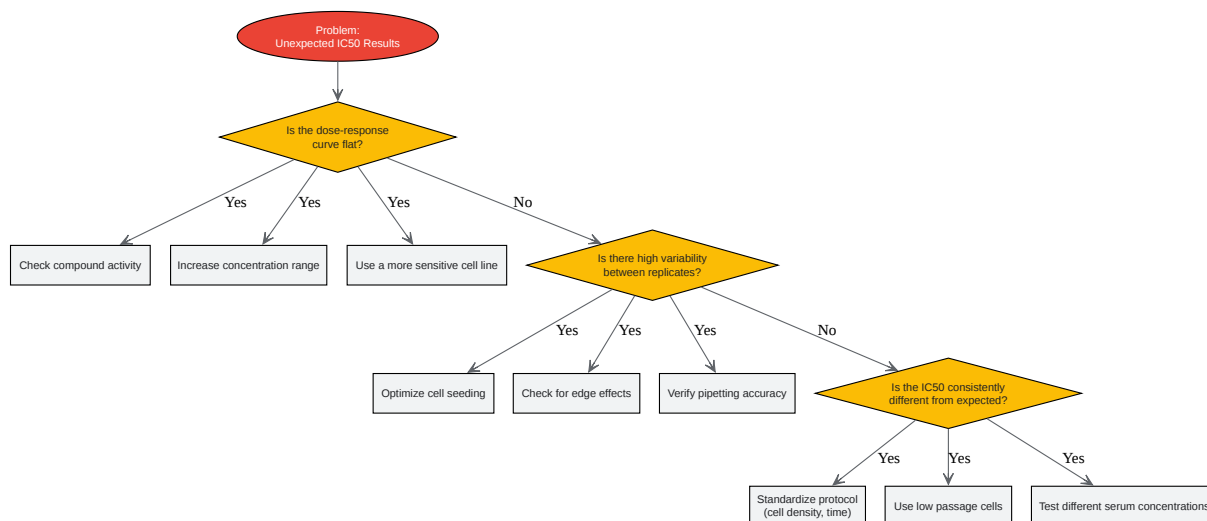 Problem:
Unexpected IC50 Results
Is the dose-response
curve flat?
Yes
Yes
Yes
No
Check compound activity
Increase concentration range
Use a more sensitive cell line
Is there high variability
between replicates?
Yes
Yes
Yes
No
Optimize cell seeding
Check for edge effects
Verify pipetting accuracy
Is the IC50 consistently
different from expected?
Yes
Yes
Yes
Standardize protocol
(cell density, time)
Use low passage cells
Test different serum concentrations